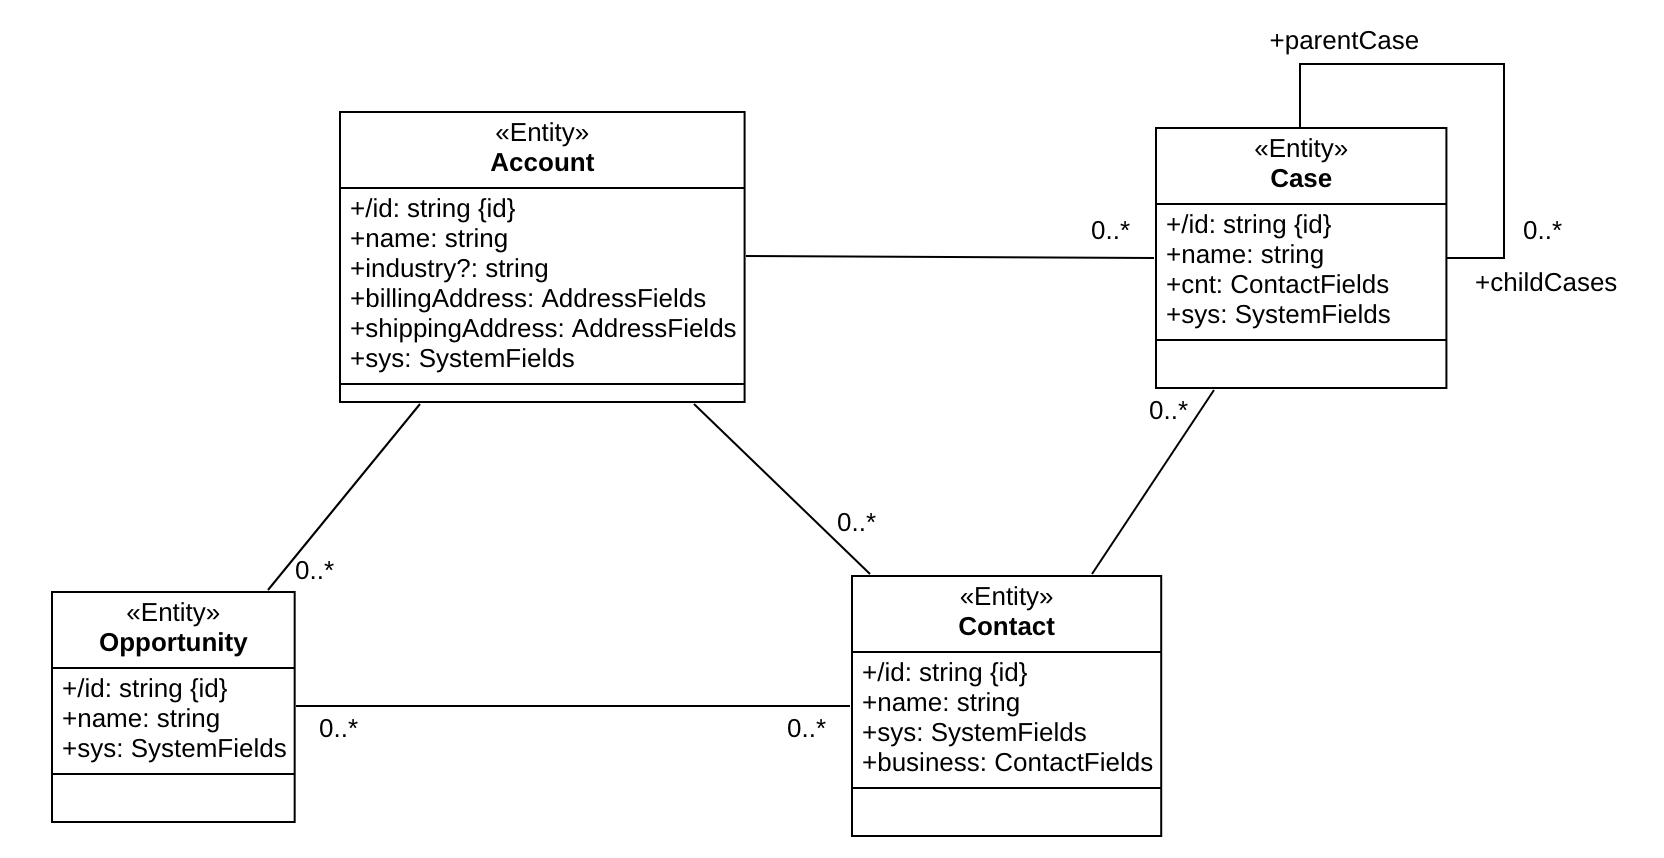 +parentCase
«Entity»
Account
+/id: string {id}
+name: string
+industry?: string
+billingAddress: AddressFields
+shippingAddress: AddressFields
+sys: SystemFields
0..*
«Entity»
Case
+/id: string {id}
+name: string
+cnt: ContactFields
+sys: SystemFields
0..*
+childCases
0..*
0..*
0..*
«Entity»
Opportunity
+/id: string {id}
+name: string
+sys: SystemFields
0..*
0..*
«Entity»
Contact
+/id: string {id}
+name: string
+sys: SystemFields
+business: ContactFields